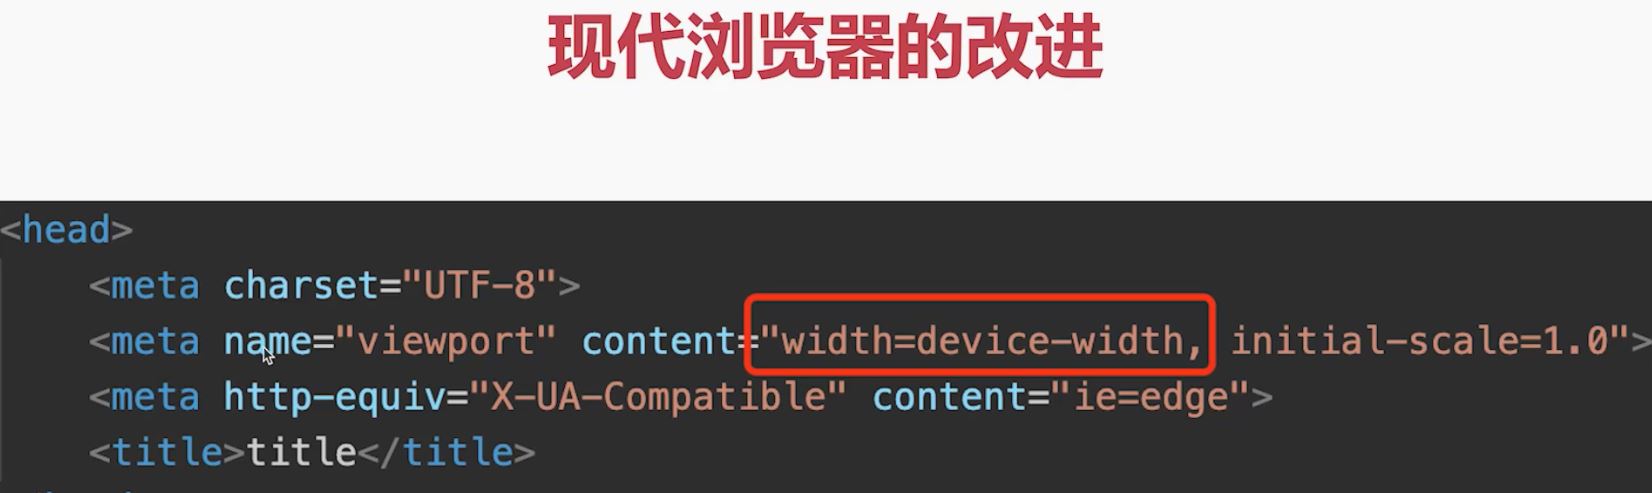 现代浏览器的改进
<head>
<meta charset="UTF-8">
<meta name="viewport" content="width=device-width, initial-scale=1.0">
<meta http-equiv="X-UA-Compatible" content="ie=edge">
<title>title</title>